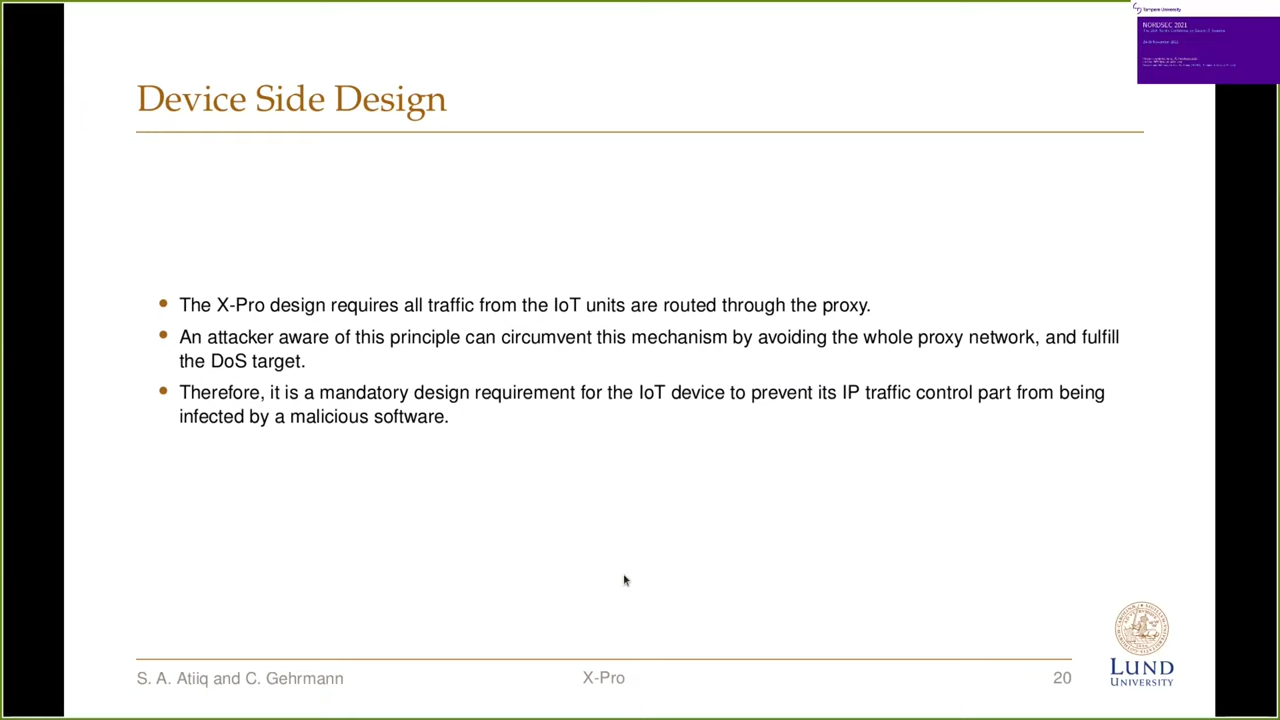 Tampere University
NORDSEC 2021
Device Side Design
The X-Pro design requires all traffic from the IoT units are routed through the proxy.
An attacker aware of this principle can circumvent this mechanism by avoiding the whole proxy network, and fulfill
the DoS target.
Therefore, it is a mandatory design requirement for the IoT device to prevent its IP traffic control part from being
infected by a malicious software.
S. A. Atiiq and C. Gehrmann
X-Pro
20
LUND
UNIVERSITY